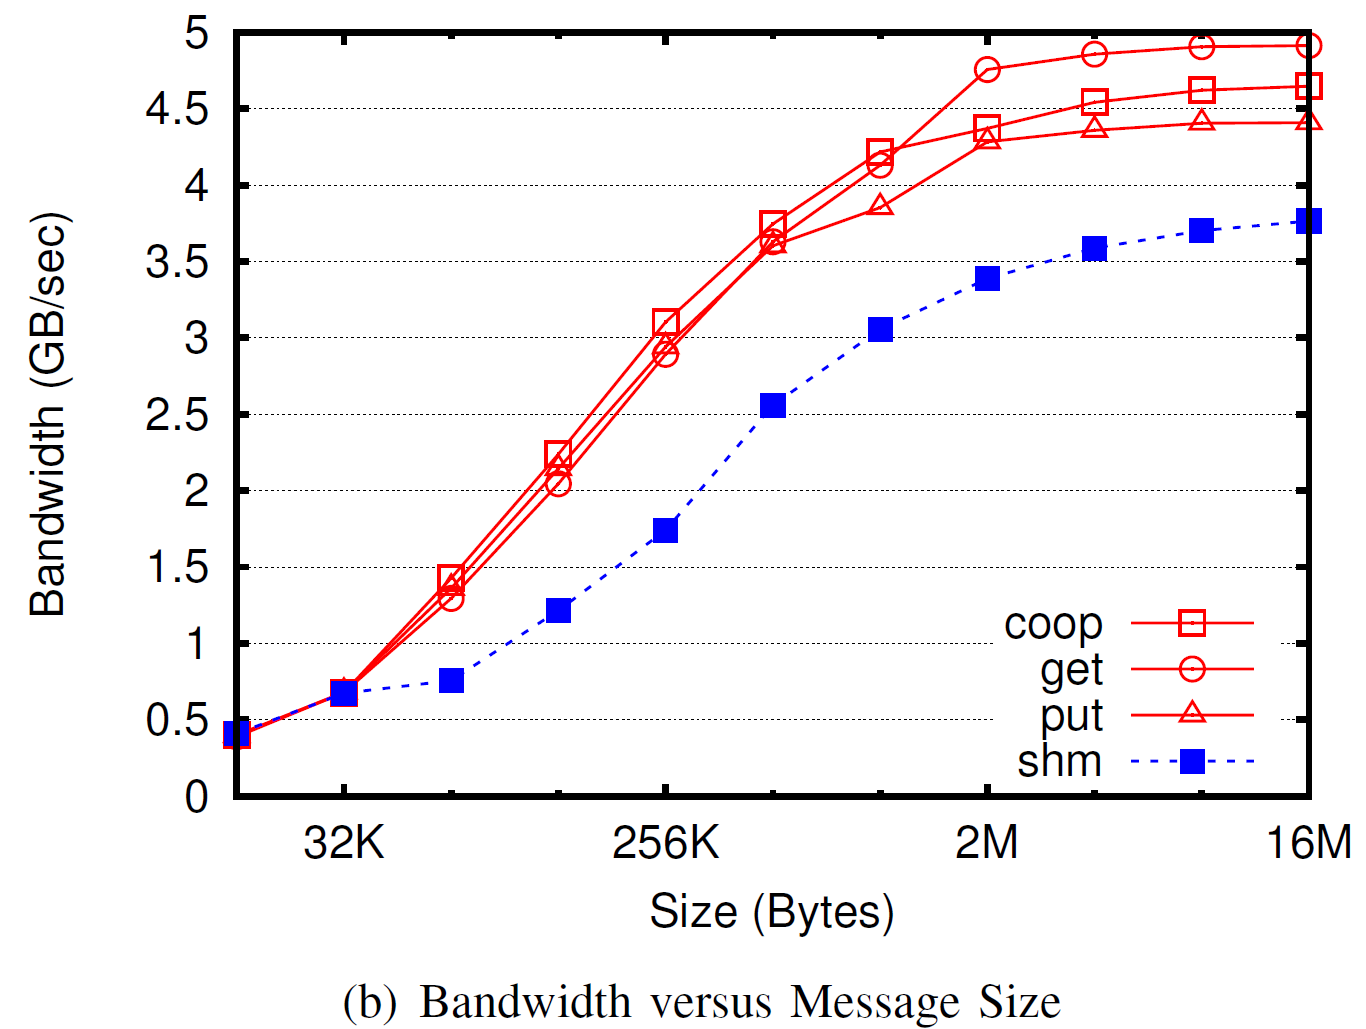 5
4.5
4
3.5
3
2.5
2
1.5
1
0.5
0
Bandwidth (GB/sec)
coop
get
put
shm
32K 256K 2M 16M
Size (Bytes)
(b) Bandwidth versus Message Size